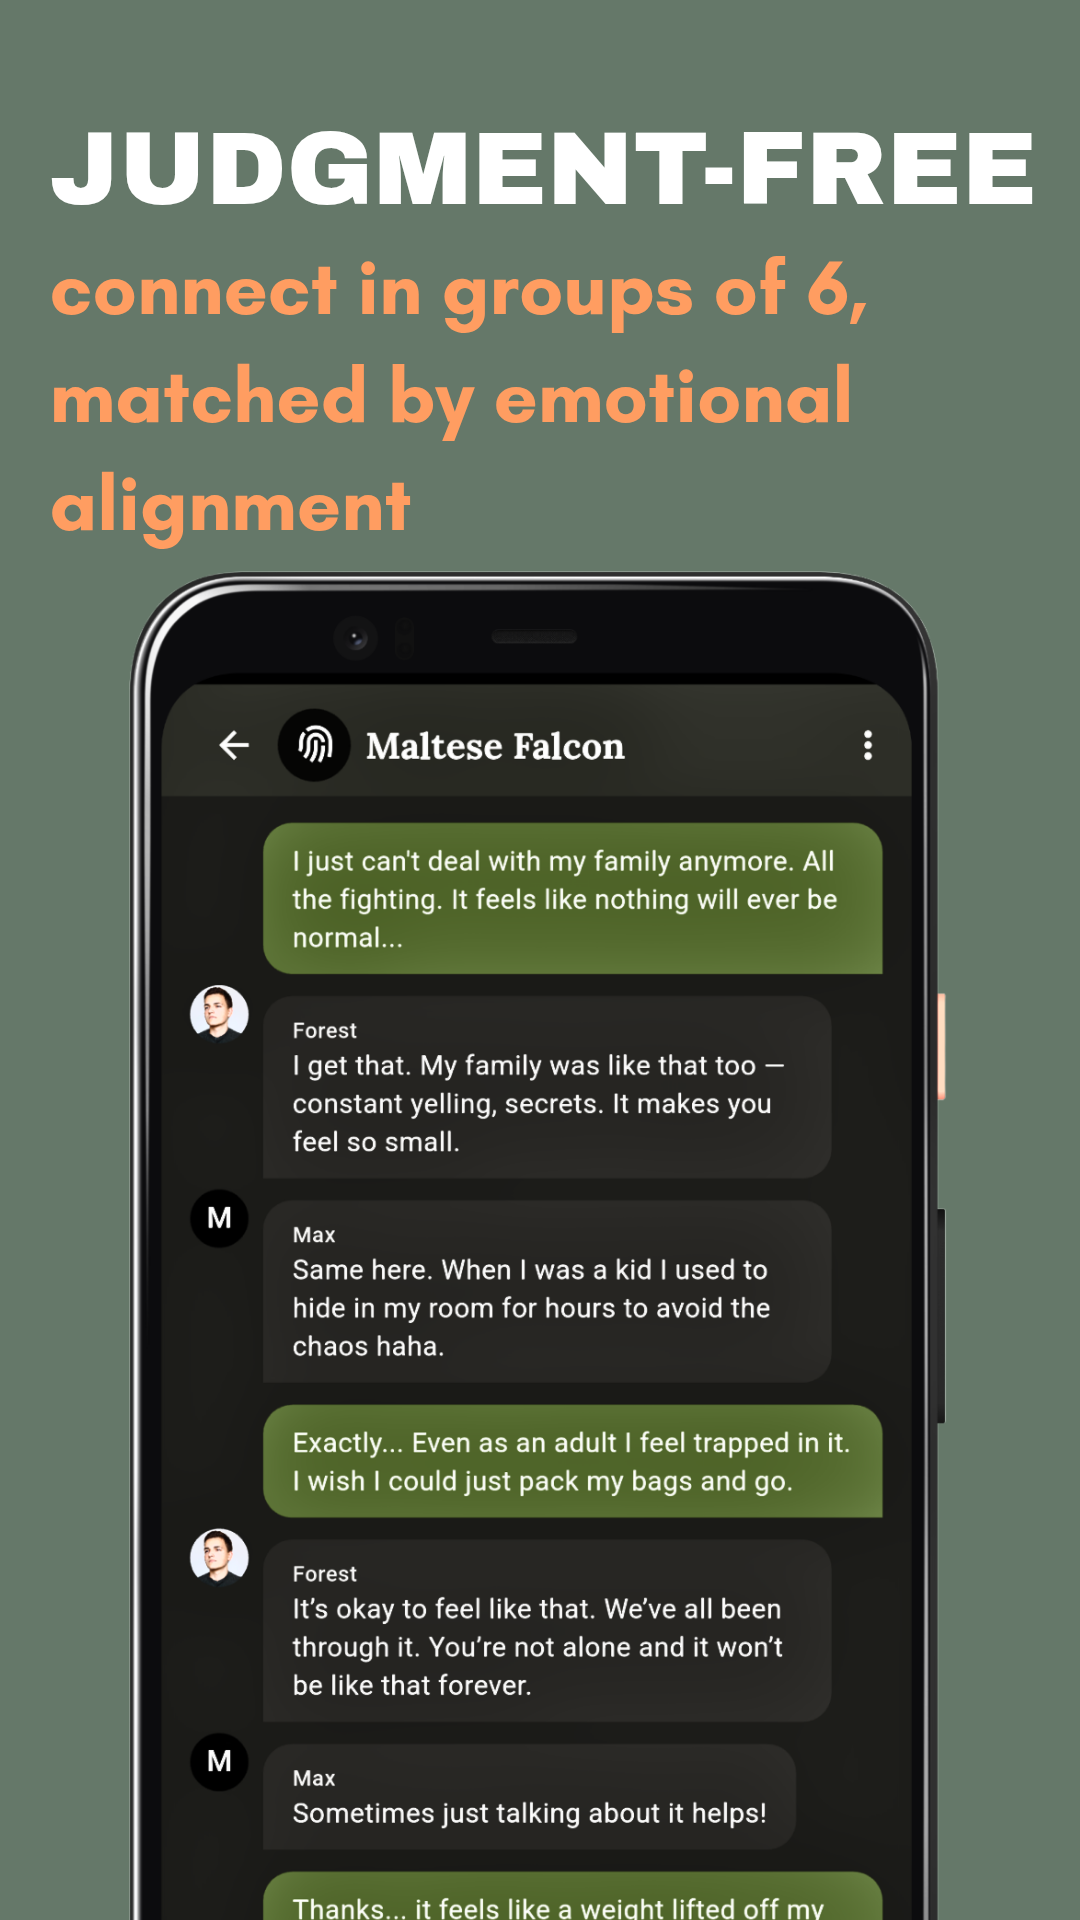 JUDGMENT-FREE
connect in groups of 6,
matched by emotional
alignment
Maltese Falcon
I just can't deal with my family anymore. All
the fighting. It feels like nothing will ever be
normal...
Forest
I get that. My family was like that too —
constant yelling, secrets. It makes you
feel so small.
M
Max
Same here. When I was a kid I used to
hide in my room for hours to avoid the
chaos haha.
Exactly... Even as an adult I feel trapped in it.
I wish I could just pack my bags and go.
Forest
It’s okay to feel like that. We’ve all been
through it. You’re not alone and it won’t
be like that forever.
M
Max
Sometimes just talking about it helps!
Thanks... it feels like a weight lifted off my